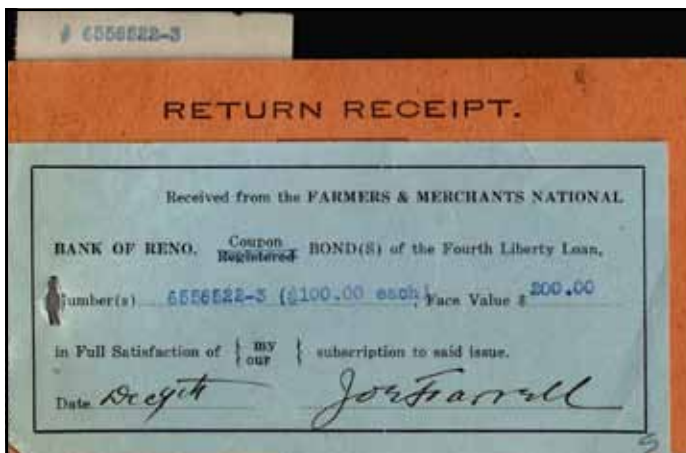 # 6556522-3
RETURN RECEIPT.
Received from the FARMERS & MERCHANTS NATIONAL
BANK OF RENO, Coupon Registered BOND(S) of the Fourth Liberty Loan,
Number(s) 6556522-3 ($100.00 each) Face Value $ 200.00
in Full Satisfaction of { my our { subscription to said issue.
Date Dec 9th Joe Farrell